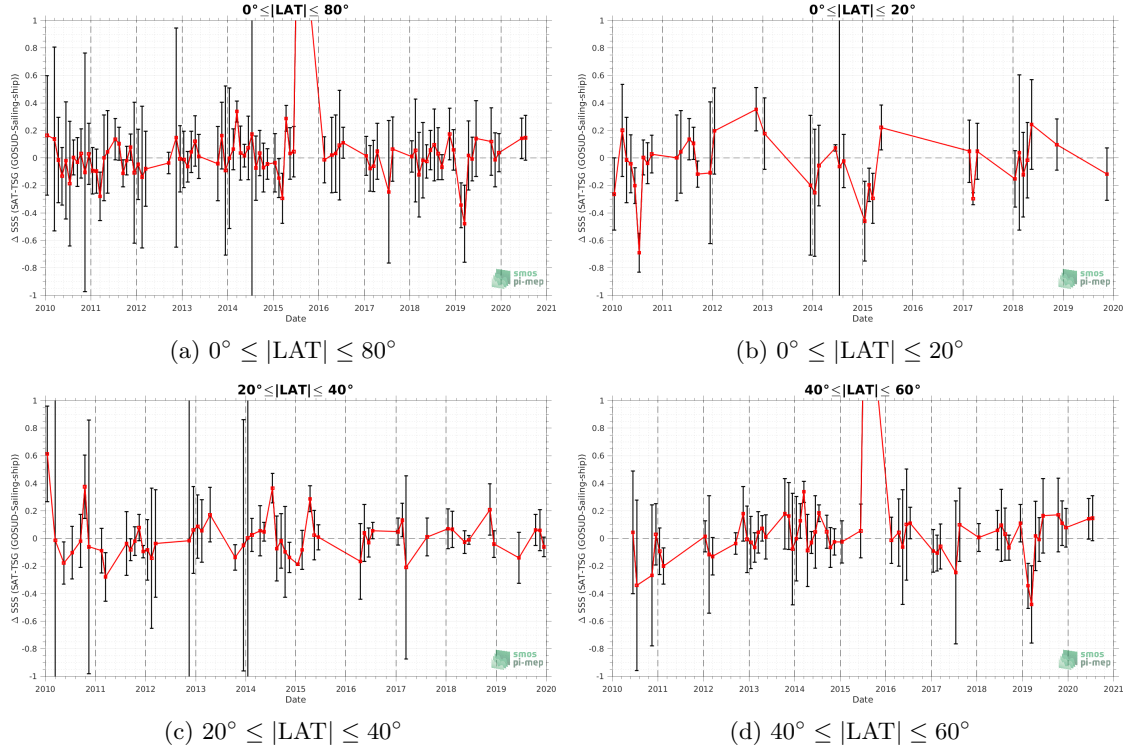 0°≤|LAT|≤ 80°
Δ SSS (SAT-TSG (GOSUD-Sailing-ship))
1
0.8
0.6
0.4
0.2
0
-0.2
-0.4
-0.6
-0.8
-1
2010 2011 2012 2013 2014 2015 2016 2017 2018 2019 2020 2021
Date
smos
pi-mep
(a) 0° ≤ |LAT| ≤ 80°
0°≤|LAT|≤ 20°
Δ SSS (SAT-TSG (GOSUD-Sailing-ship))
1
0.8
0.6
0.4
0.2
0
-0.2
-0.4
-0.6
-0.8
-1
2010 2011 2012 2013 2014 2015 2016 2017 2018 2019 2020
Date
smos
pi-mep
(b) 0° ≤ |LAT| ≤ 20°
20°≤|LAT|≤ 40°
Δ SSS (SAT-TSG (GOSUD-Sailing-ship))
1
0.8
0.6
0.4
0.2
0
-0.2
-0.4
-0.6
-0.8
-1
2010 2011 2012 2013 2014 2015 2016 2017 2018 2019 2020
Date
smos
pi-mep
(c) 20° ≤ |LAT| ≤ 40°
40°≤|LAT|≤ 60°
Δ SSS (SAT-TSG (GOSUD-Sailing-ship))
1
0.8
0.6
0.4
0.2
0
-0.2
-0.4
-0.6
-0.8
-1
2010 2011 2012 2013 2014 2015 2016 2017 2018 2019 2020 2021
Date
smos
pi-mep
(d) 40° ≤ |LAT| ≤ 60°